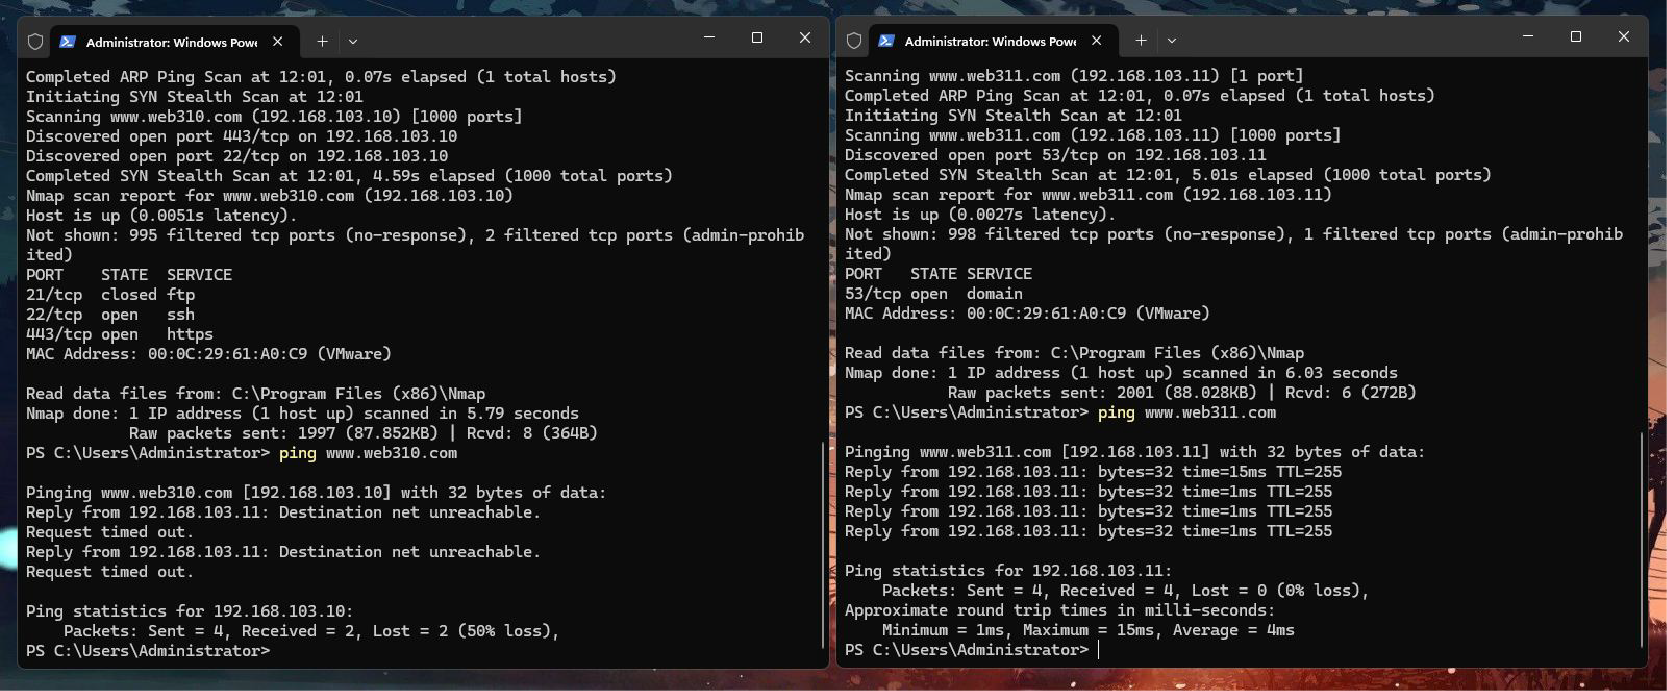 Administrator: Windows Powe
Completed ARP Ping Scan at 12:01, 0.07s elapsed (1 total hosts)
Initiating SYN Stealth Scan at 12:01
Scanning www.web310.com (192.168.103.10) [1000 ports]
Discovered open port 443/tcp on 192.168.103.10
Discovered open port 22/tcp on 192.168.103.10
Completed SYN Stealth Scan at 12:01, 4.59s elapsed (1000 total ports)
Nmap scan report for www.web310.com (192.168.103.10)
Host is up (0.0051s latency).
Not shown: 995 filtered tcp ports (no-response), 2 filtered tcp ports (admin-prohib
ited)
PORT    STATE  SERVICE
21/tcp  closed ftp
22/tcp  open   ssh
443/tcp open   https
MAC Address: 00:0C:29:61:A0:C9 (VMware)
Read data files from: C:\Program Files (x86)\Nmap
Nmap done: 1 IP address (1 host up) scanned in 5.79 seconds
Raw packets sent: 1997 (87.852KB) | Rcvd: 8 (364B)
PS C:\Users\Administrator> ping www.web310.com
Pinging www.web310.com [192.168.103.10] with 32 bytes of data:
Reply from 192.168.103.11: Destination net unreachable.
Request timed out.
Reply from 192.168.103.11: Destination net unreachable.
Request timed out.
Ping statistics for 192.168.103.10:
Packets: Sent = 4, Received = 2, Lost = 2 (50% loss),
PS C:\Users\Administrator>
Administrator: Windows Powe
Scanning www.web311.com (192.168.103.11) [1 port]
Completed ARP Ping Scan at 12:01, 0.07s elapsed (1 total hosts)
Initiating SYN Stealth Scan at 12:01
Scanning www.web311.com (192.168.103.11) [1000 ports]
Discovered open port 53/tcp on 192.168.103.11
Completed SYN Stealth Scan at 12:01, 5.01s elapsed (1000 total ports)
Nmap scan report for www.web311.com (192.168.103.11)
Host is up (0.0027s latency).
Not shown: 998 filtered tcp ports (no-response), 1 filtered tcp ports (admin-prohib
ited)
PORT   STATE SERVICE
53/tcp open  domain
MAC Address: 00:0C:29:61:A0:C9 (VMware)
Read data files from: C:\Program Files (x86)\Nmap
Nmap done: 1 IP address (1 host up) scanned in 6.03 seconds
Raw packets sent: 2001 (88.028KB) | Rcvd: 6 (272B)
PS C:\Users\Administrator> ping www.web311.com
Pinging www.web311.com [192.168.103.11] with 32 bytes of data:
Reply from 192.168.103.11: bytes=32 time=15ms TTL=255
Reply from 192.168.103.11: bytes=32 time=1ms TTL=255
Reply from 192.168.103.11: bytes=32 time=1ms TTL=255
Reply from 192.168.103.11: bytes=32 time=1ms TTL=255
Ping statistics for 192.168.103.11:
Packets: Sent = 4, Received = 4, Lost = 0 (0% loss),
Approximate round trip times in milli-seconds:
Minimum = 1ms, Maximum = 15ms, Average = 4ms
PS C:\Users\Administrator>